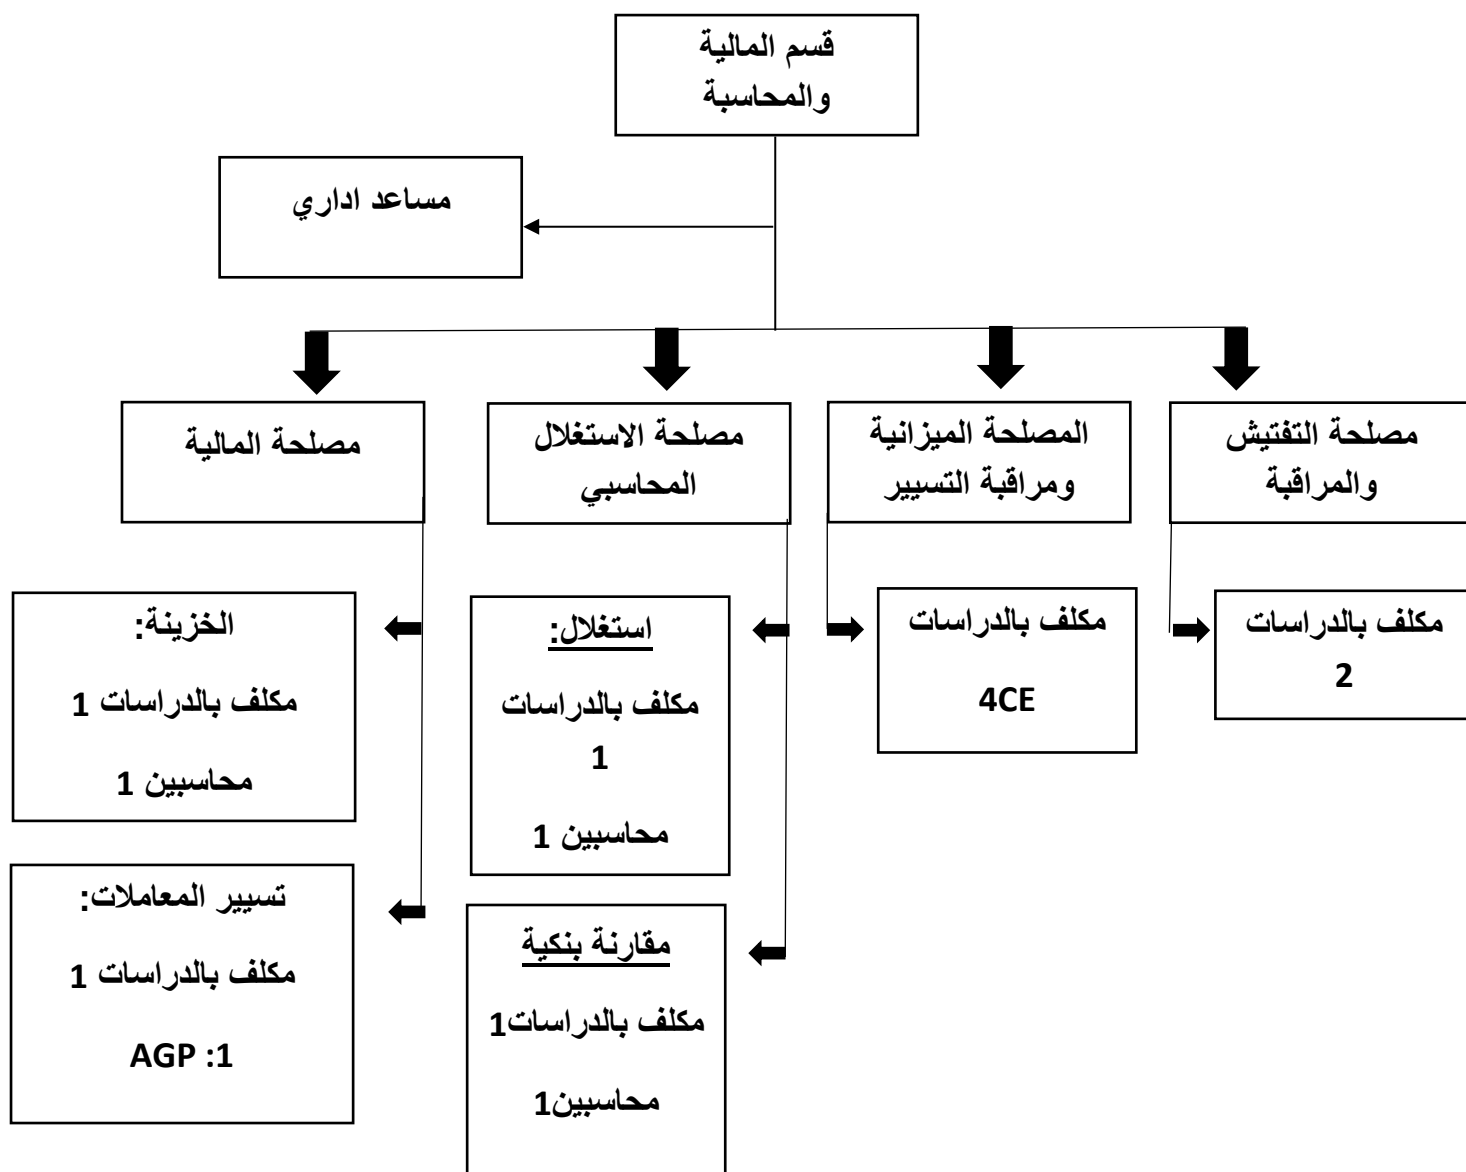 قسم المالية
والمحاسبة
مساعد اداري
مصلحة التفتيش
والمراقبة
المصلحة الميزانية
ومراقبة التسيير
مصلحة الاستغلال
المحاسبي
مصلحة المالية
مكلف بالدراسات
2
مكلف بالدراسات
4CE
استغلال:
مكلف بالدراسات
1
محاسبين 1
مقارنة بنكية
مكلف بالدراسات1
محاسبين1
الخزينة:
مكلف بالدراسات 1
محاسبين 1
تسيير المعاملات:
مكلف بالدراسات 1
AGP :1